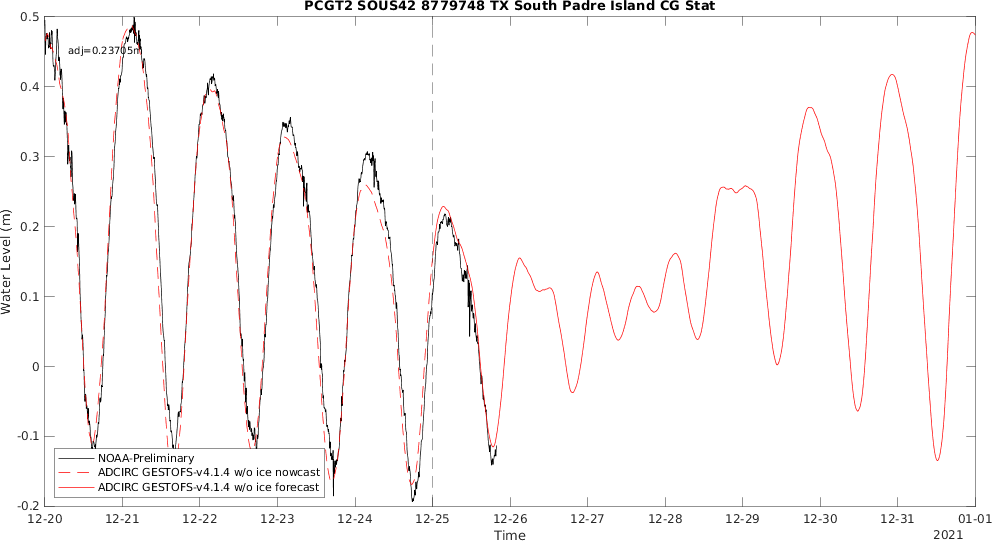 PCGT2 SOUS42 8779748 TX South Padre Island CG Stat
adj=0.23705m
0.5
0.4
0.3
0.2
0.1
0
-0.1
-0.2
Water Level (m)
NOAA-Preliminary
ADCIRC GESTOFS-v4.1.4 w/o ice nowcast
ADCIRC GESTOFS-v4.1.4 w/o ice forecast
12-20 12-21 12-22 12-23 12-24 12-25 12-26 12-27 12-28 12-29 12-30 12-31 01-01
Time
2021